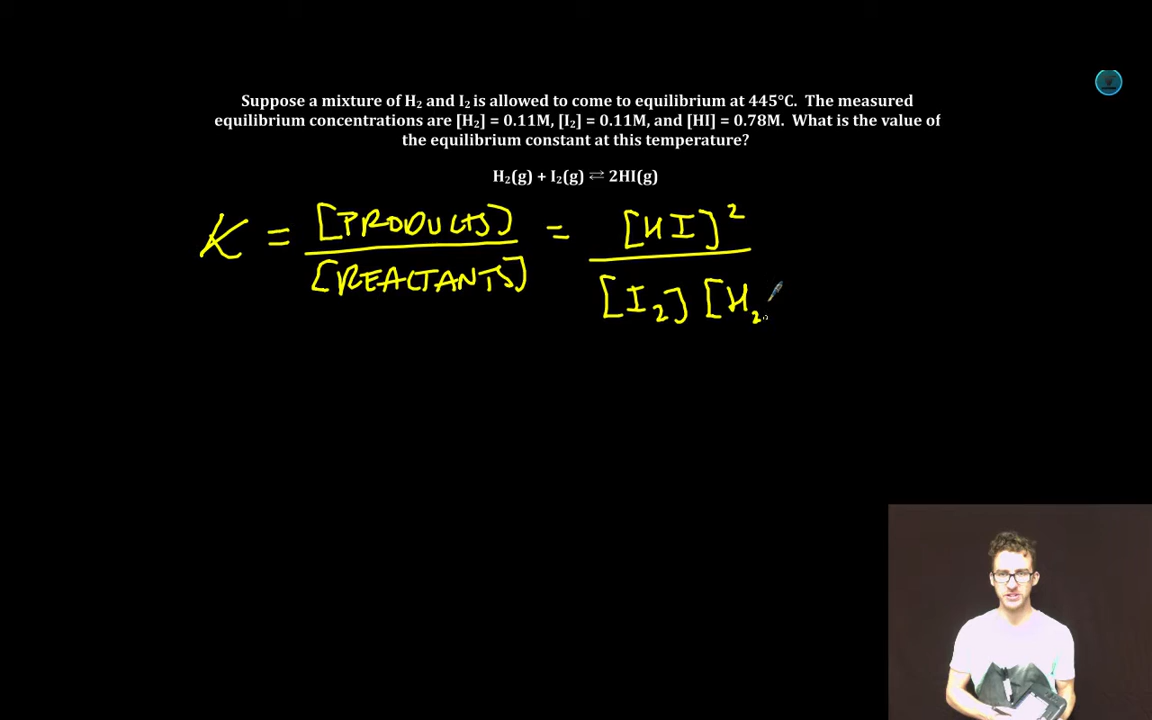 Suppose a mixture of H₂ and I₂ is allowed to come to equilibrium at 445°C. The measured
equilibrium concentrations are [H₂] = 0.11M, [I₂] = 0.11M, and [HI] = 0.78M. What is the value of
the equilibrium constant at this temperature?
H₂(g) + I₂(g) ⇌ 2HI(g)
K = [PRODUCTS] / [REACTANTS] = [HI]² / [I₂] [H₂